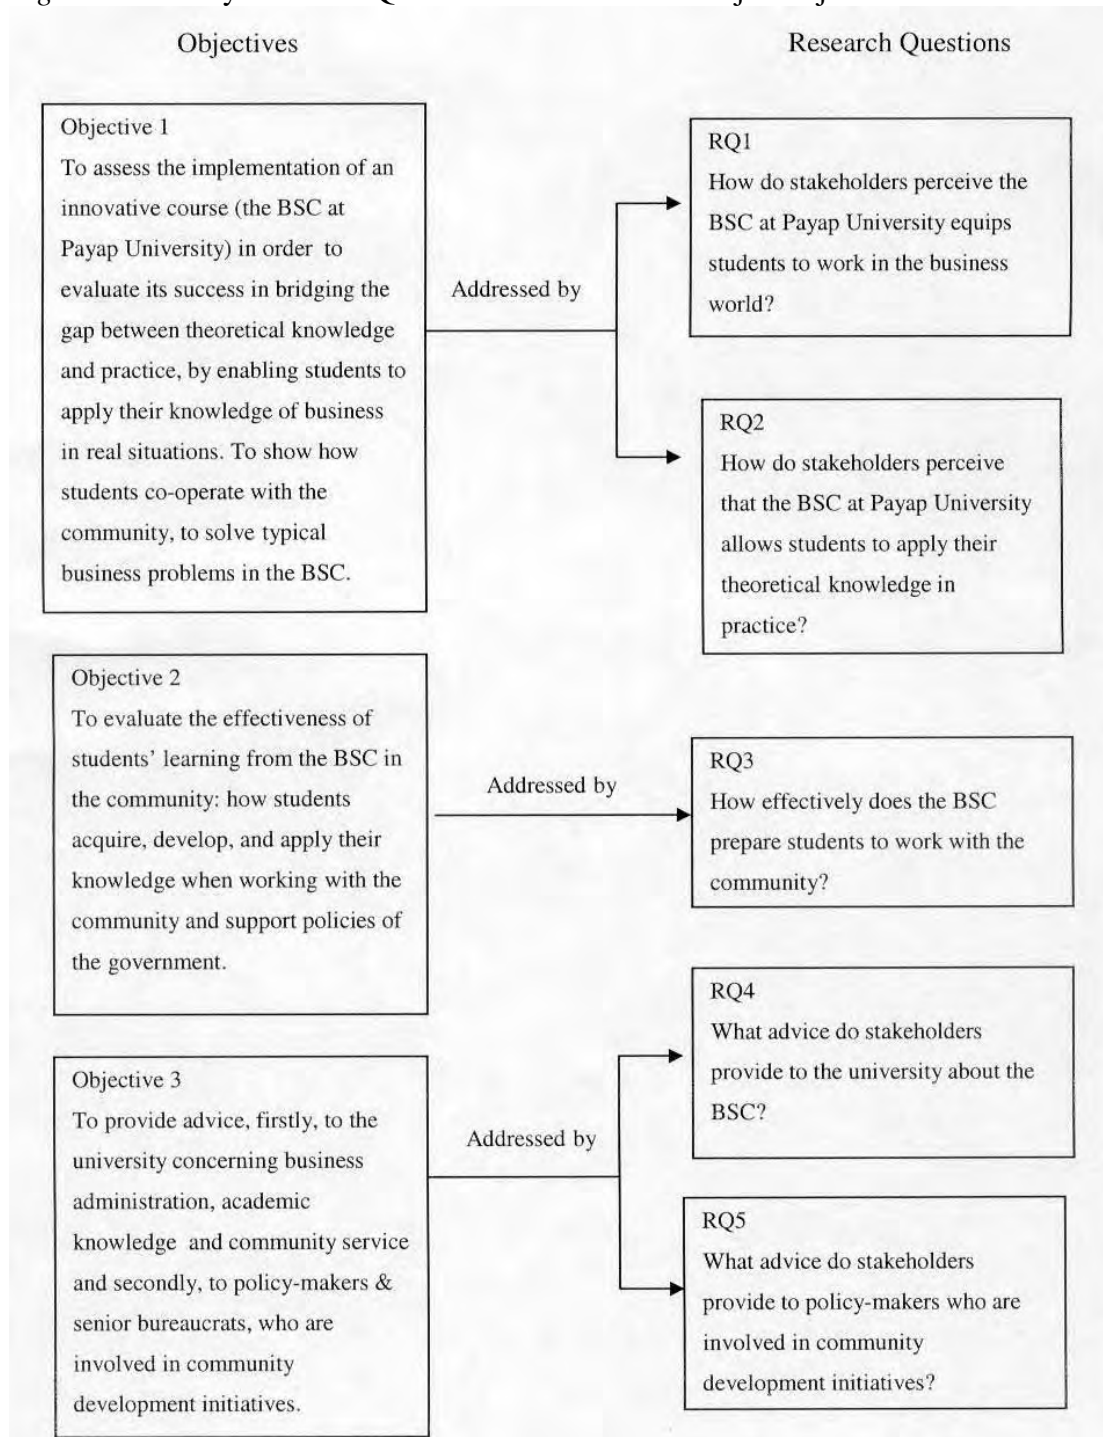 Objectives
Research Questions
Objective 1
To assess the implementation of an
innovative course (the BSC at
Payap University) in order to
evaluate its success in bridging the
gap between theoretical knowledge
and practice, by enabling students to
apply their knowledge of business
in real situations. To show how
students co-operate with the
community, to solve typical
business problems in the BSC.
Addressed by
RQ1
How do stakeholders perceive the
BSC at Payap University equips
students to work in the business
world?
RQ2
How do stakeholders perceive
that the BSC at Payap University
allows students to apply their
theoretical knowledge in
practice?
Objective 2
To evaluate the effectiveness of
students' learning from the BSC in
the community: how students
acquire, develop, and apply their
knowledge when working with the
community and support policies of
the government.
Addressed by
RQ3
How effectively does the BSC
prepare students to work with the
community?
Objective 3
To provide advice, firstly, to the
university concerning business
administration, academic
knowledge and community service
and secondly, to policy-makers &
senior bureaucrats, who are
involved in community
development initiatives.
Addressed by
RQ4
What advice do stakeholders
provide to the university about the
BSC?
RQ5
What advice do stakeholders
provide to policy-makers who are
involved in community
development initiatives?